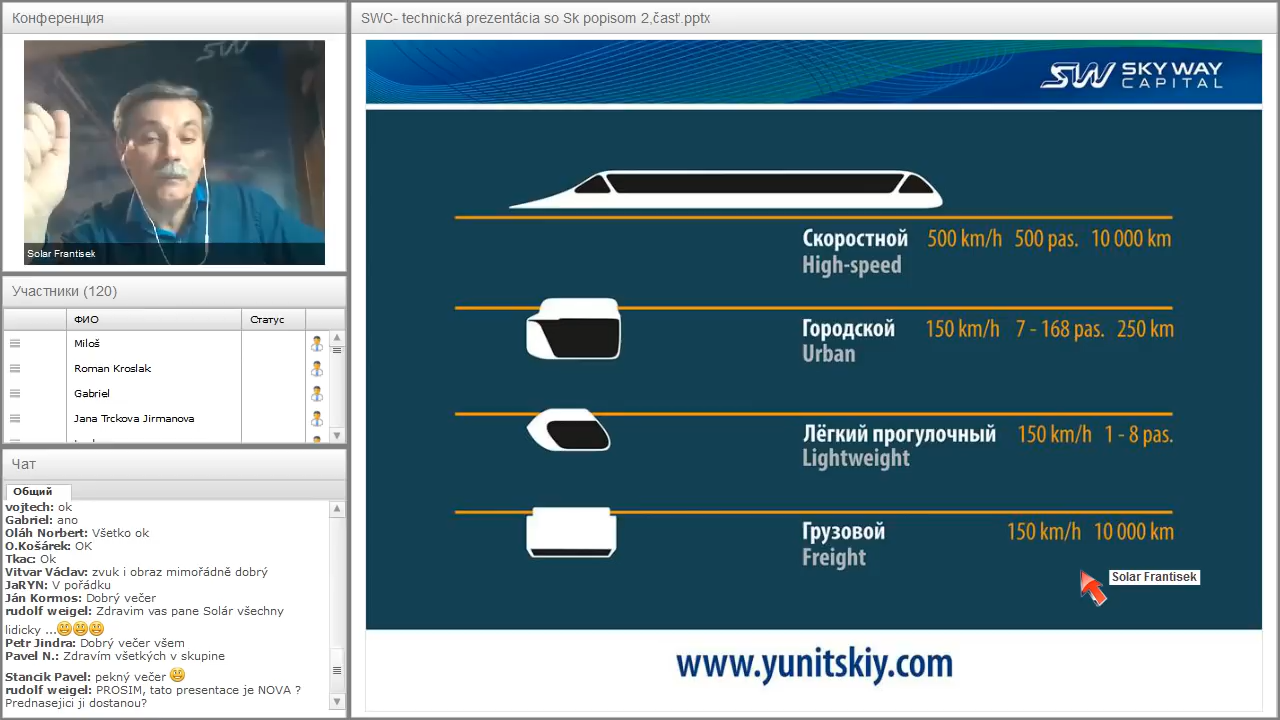 Конференция
SW
Solar Frantisek
Участники (120)
ФИО
Статус
Miloš
Roman Kroslak
Gabriel
Jana Trckova Jirmanova
Чат
Общий
vojtech: ok
Gabriel: ano
Oláh Norbert: Všetko ok
O.Košárek: OK
Tkac: Ok
Vitvar Václav: zvuk i obraz mimořádně dobrý
JaRYN: V pořádku
Ján Kormos: Dobrý večer
rudolf weigel: Zdravim vas pane Solár všechny
lidicky ...
Petr Jindra: Dobrý večer všem
Pavel N.: Zdravím všetkých v skupine
Stancik Pavel: pekný večer
rudolf weigel: PROSIM, tato presentace je NOVA ?
Prednasejici ji dostanou?
SWC- technická prezentácia so Sk popisom 2,časť.pptx
SW SKY WAY
CAPITAL
Скоростной 500 km/h 500 pas. 10 000 km
High-speed
Городской 150 km/h 7 - 168 pas. 250 km
Urban
Лёгкий прогулочный 150 km/h 1 - 8 pas.
Lightweight
Грузовой 150 km/h 10 000 km
Freight
Solar Frantisek
www.yunitskiy.com